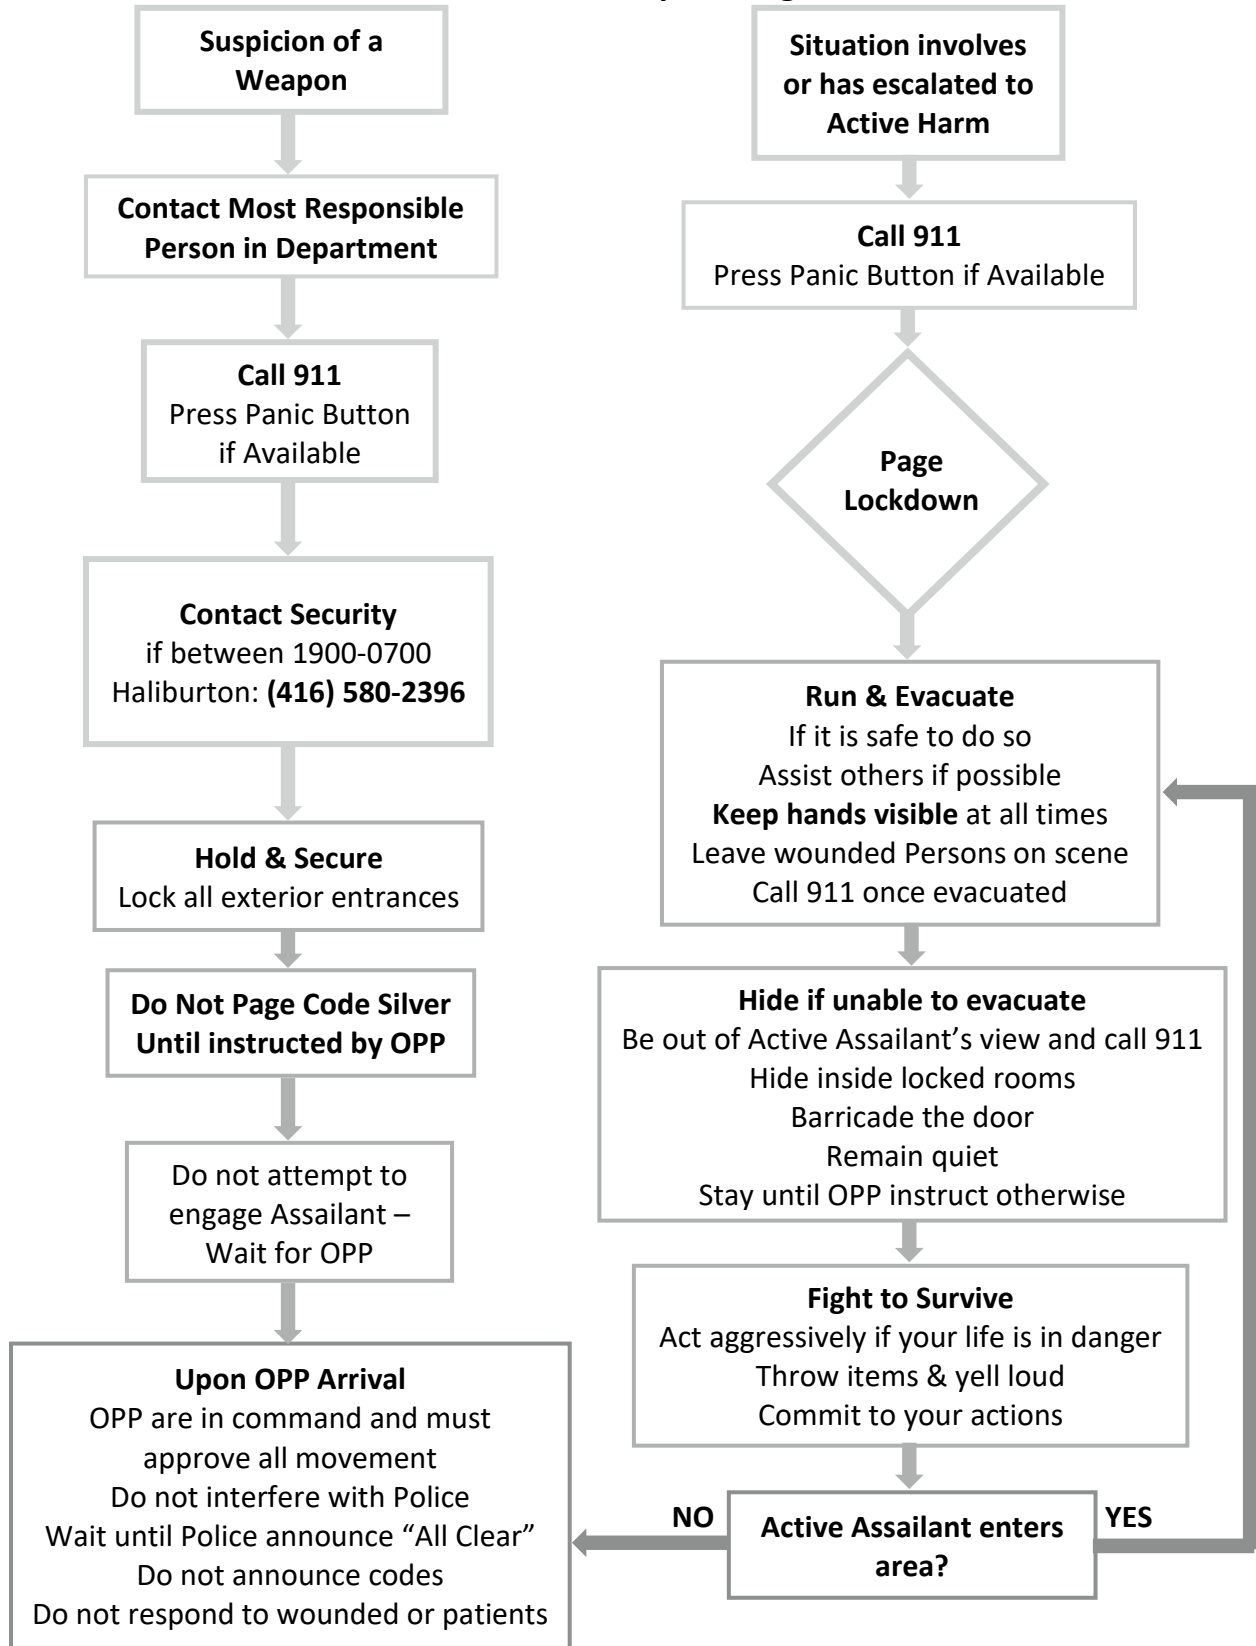 Suspicion of a
Weapon
Contact Most Responsible
Person in Department
Call 911
Press Panic Button
if Available
Contact Security
if between 1900-0700
Haliburton: (416) 580-2396
Hold & Secure
Lock all exterior entrances
Do Not Page Code Silver
Until instructed by OPP
Do not attempt to
engage Assailant –
Wait for OPP
Upon OPP Arrival
OPP are in command and must
approve all movement
Do not interfere with Police
Wait until Police announce “All Clear”
Do not announce codes
Do not respond to wounded or patients
Situation involves
or has escalated to
Active Harm
Call 911
Press Panic Button if Available
Page
Lockdown
Run & Evacuate
If it is safe to do so
Assist others if possible
Keep hands visible at all times
Leave wounded Persons on scene
Call 911 once evacuated
Hide if unable to evacuate
Be out of Active Assailant’s view and call 911
Hide inside locked rooms
Barricade the door
Remain quiet
Stay until OPP instruct otherwise
Fight to Survive
Act aggressively if your life is in danger
Throw items & yell loud
Commit to your actions
NO
Active Assailant enters
area?
YES